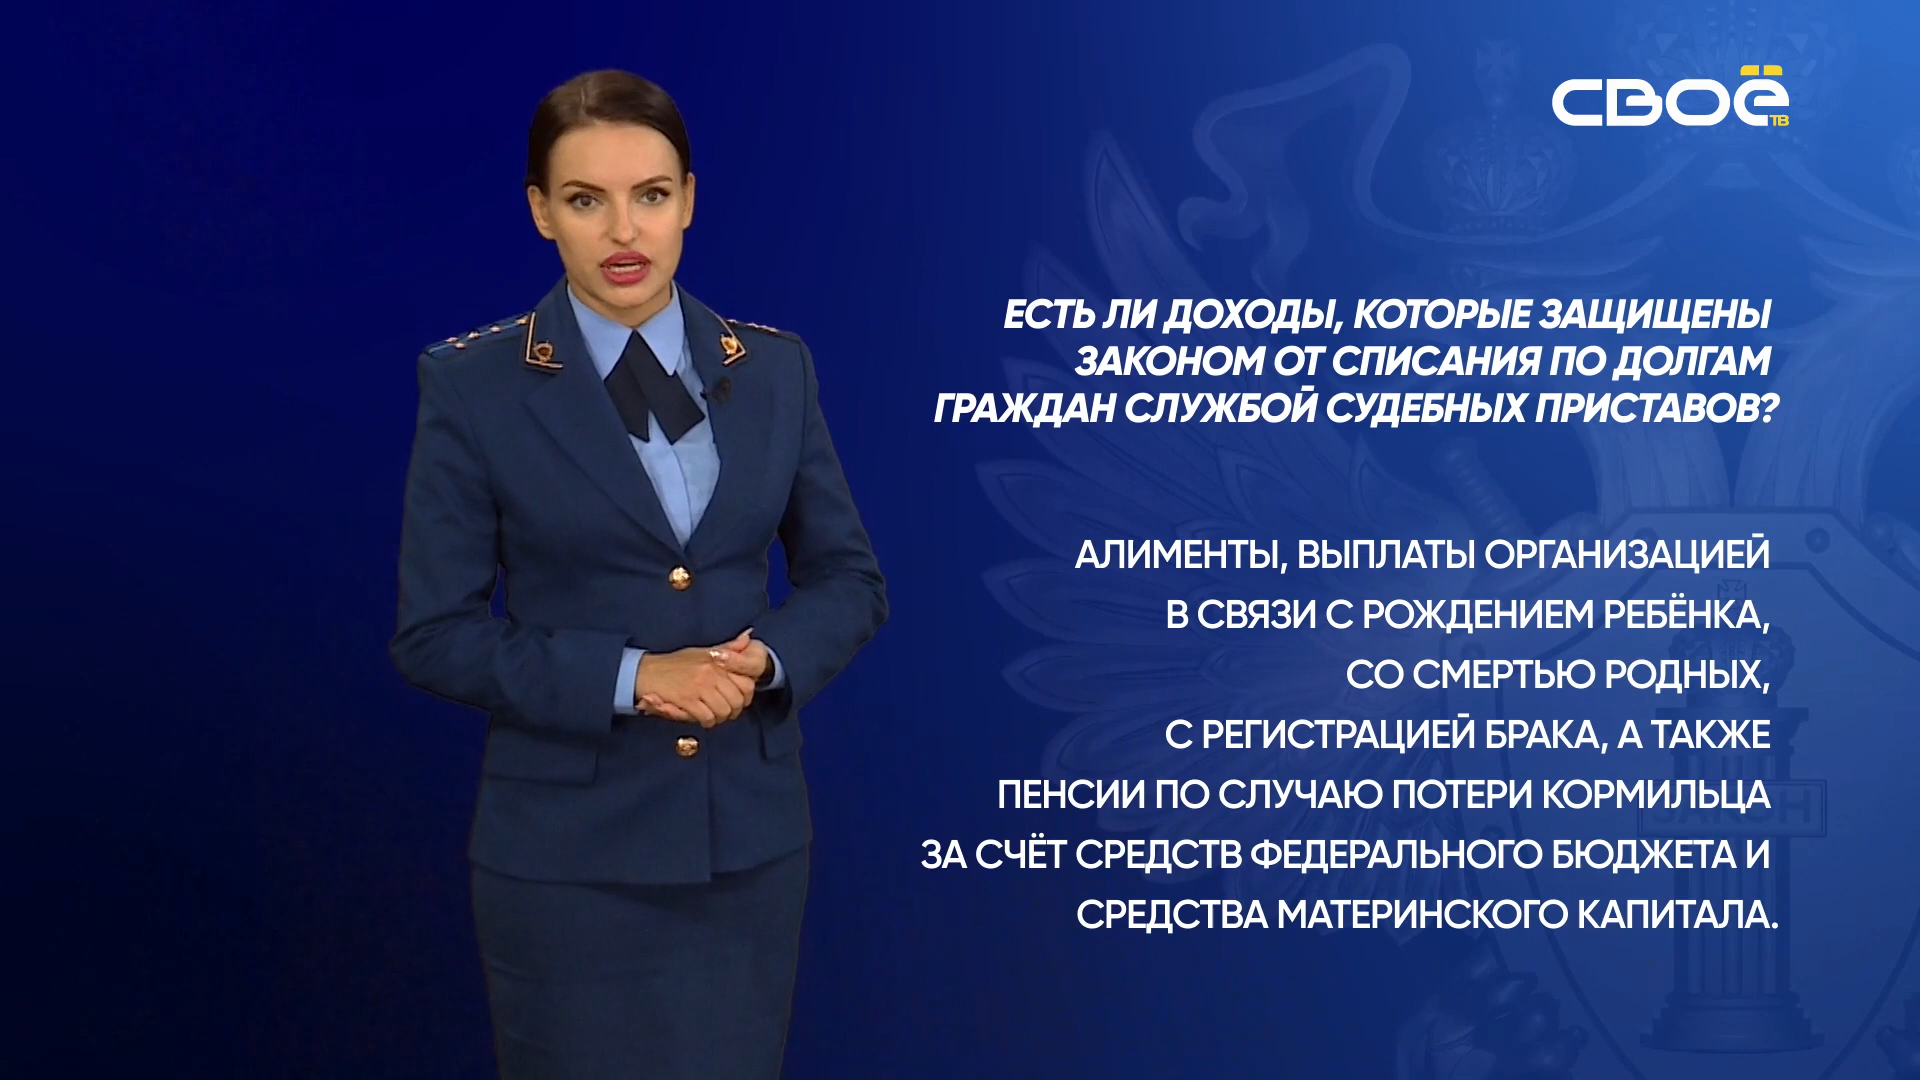 СВОЁ
ТВ
ЕСТЬ ЛИ ДОХОДЫ, КОТОРЫЕ ЗАЩИЩЕНЫ
ЗАКОНОМ ОТ СПИСАНИЯ ПО ДОЛГАМ
ГРАЖДАН СЛУЖБОЙ СУДЕБНЫХ ПРИСТАВОВ?
АЛИМЕНТЫ, ВЫПЛАТЫ ОРГАНИЗАЦИЕЙ
В СВЯЗИ С РОЖДЕНИЕМ РЕБЁНКА,
СО СМЕРТЬЮ РОДНЫХ,
С РЕГИСТРАЦИЕЙ БРАКА, А ТАКЖЕ
ПЕНСИИ ПО СЛУЧАЮ ПОТЕРИ КОРМИЛЬЦА
ЗАКОН
ЗА СЧЁТ СРЕДСТВ ФЕДЕРАЛЬНОГО БЮДЖЕТА И
СРЕДСТВА МАТЕРИНСКОГО КАПИТАЛА.